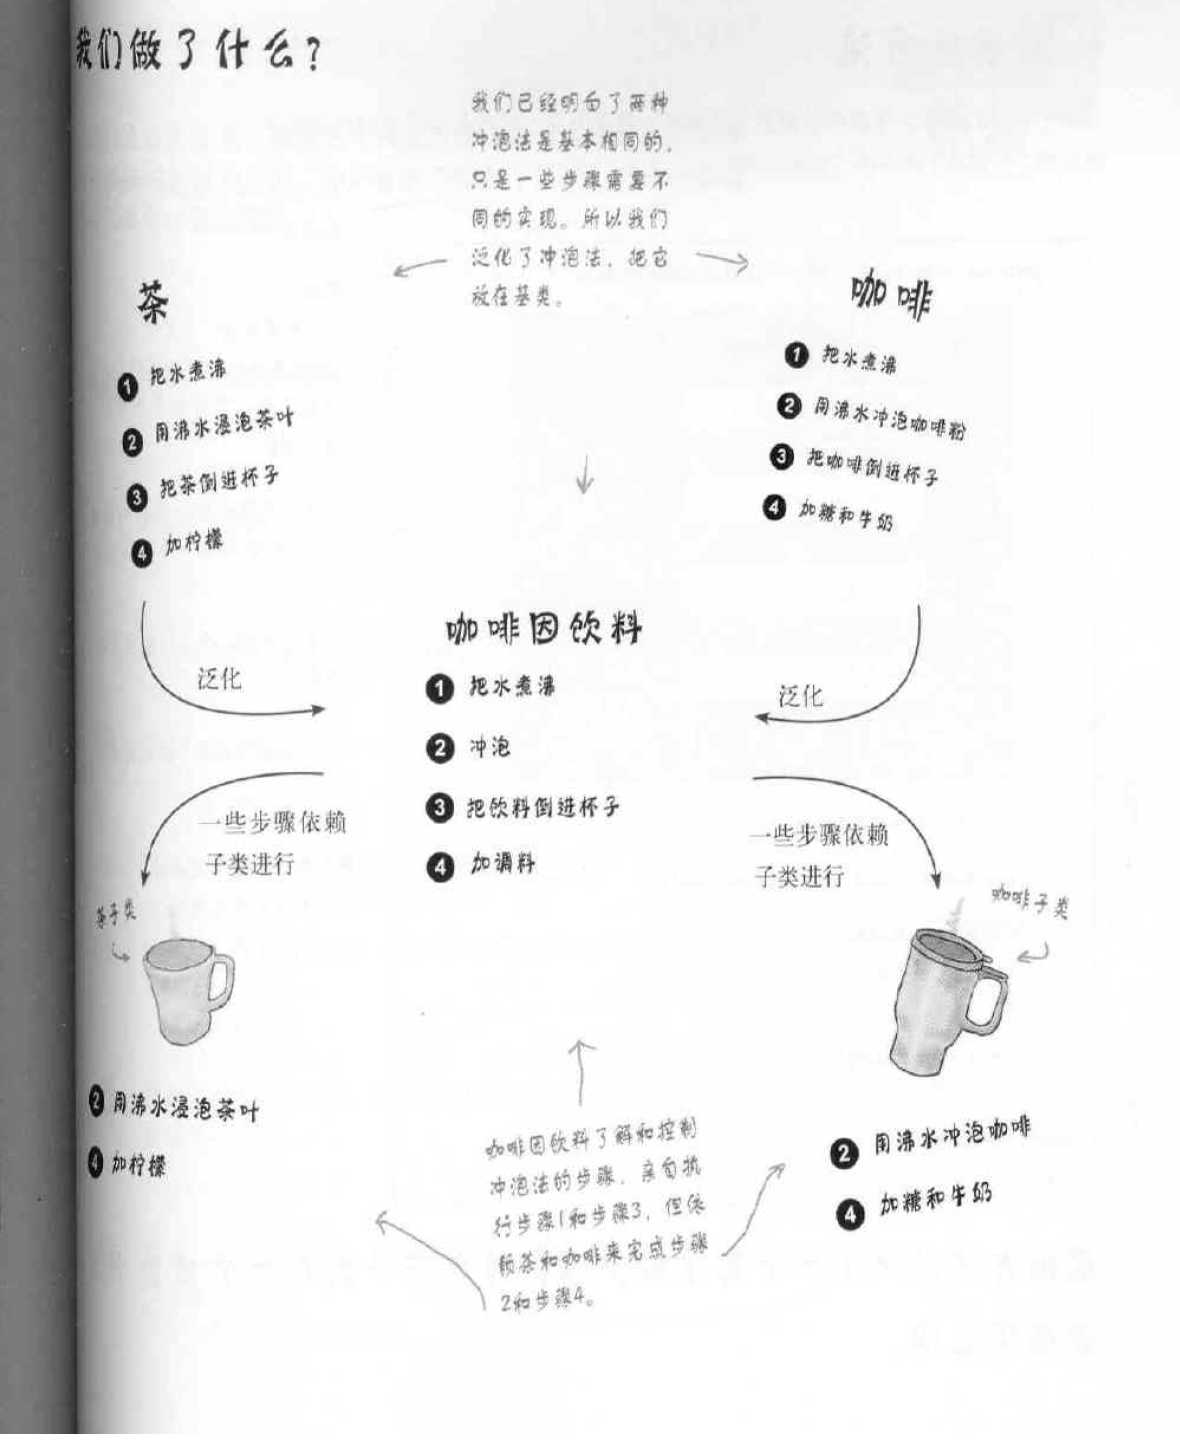 我们做了什么?
我们已经明白了两种
冲泡法是基本相同的，
只是一些步骤需要不
同的实现。所以我们
泛化了冲泡法，把它
放在基类。
茶
1 把水煮沸
2 用沸水浸泡茶叶
3 把茶倒进杯子
4 加柠檬
咖啡
1 把水煮沸
2 用沸水冲泡咖啡粉
3 把咖啡倒进杯子
4 加糖和牛奶
泛化
咖啡因饮料
1 把水煮沸
2 冲泡
3 把饮料倒进杯子
4 加调料
泛化
一些步骤依赖
子类进行
一些步骤依赖
子类进行
茶子类
咖啡子类
2 用沸水浸泡茶叶
4 加柠檬
咖啡因饮料了解和控制
冲泡法的步骤，亲自执
行步骤1和步骤3，但依
赖茶和咖啡来完成步骤
2和步骤4。
2 用沸水冲泡咖啡
4 加糖和牛奶